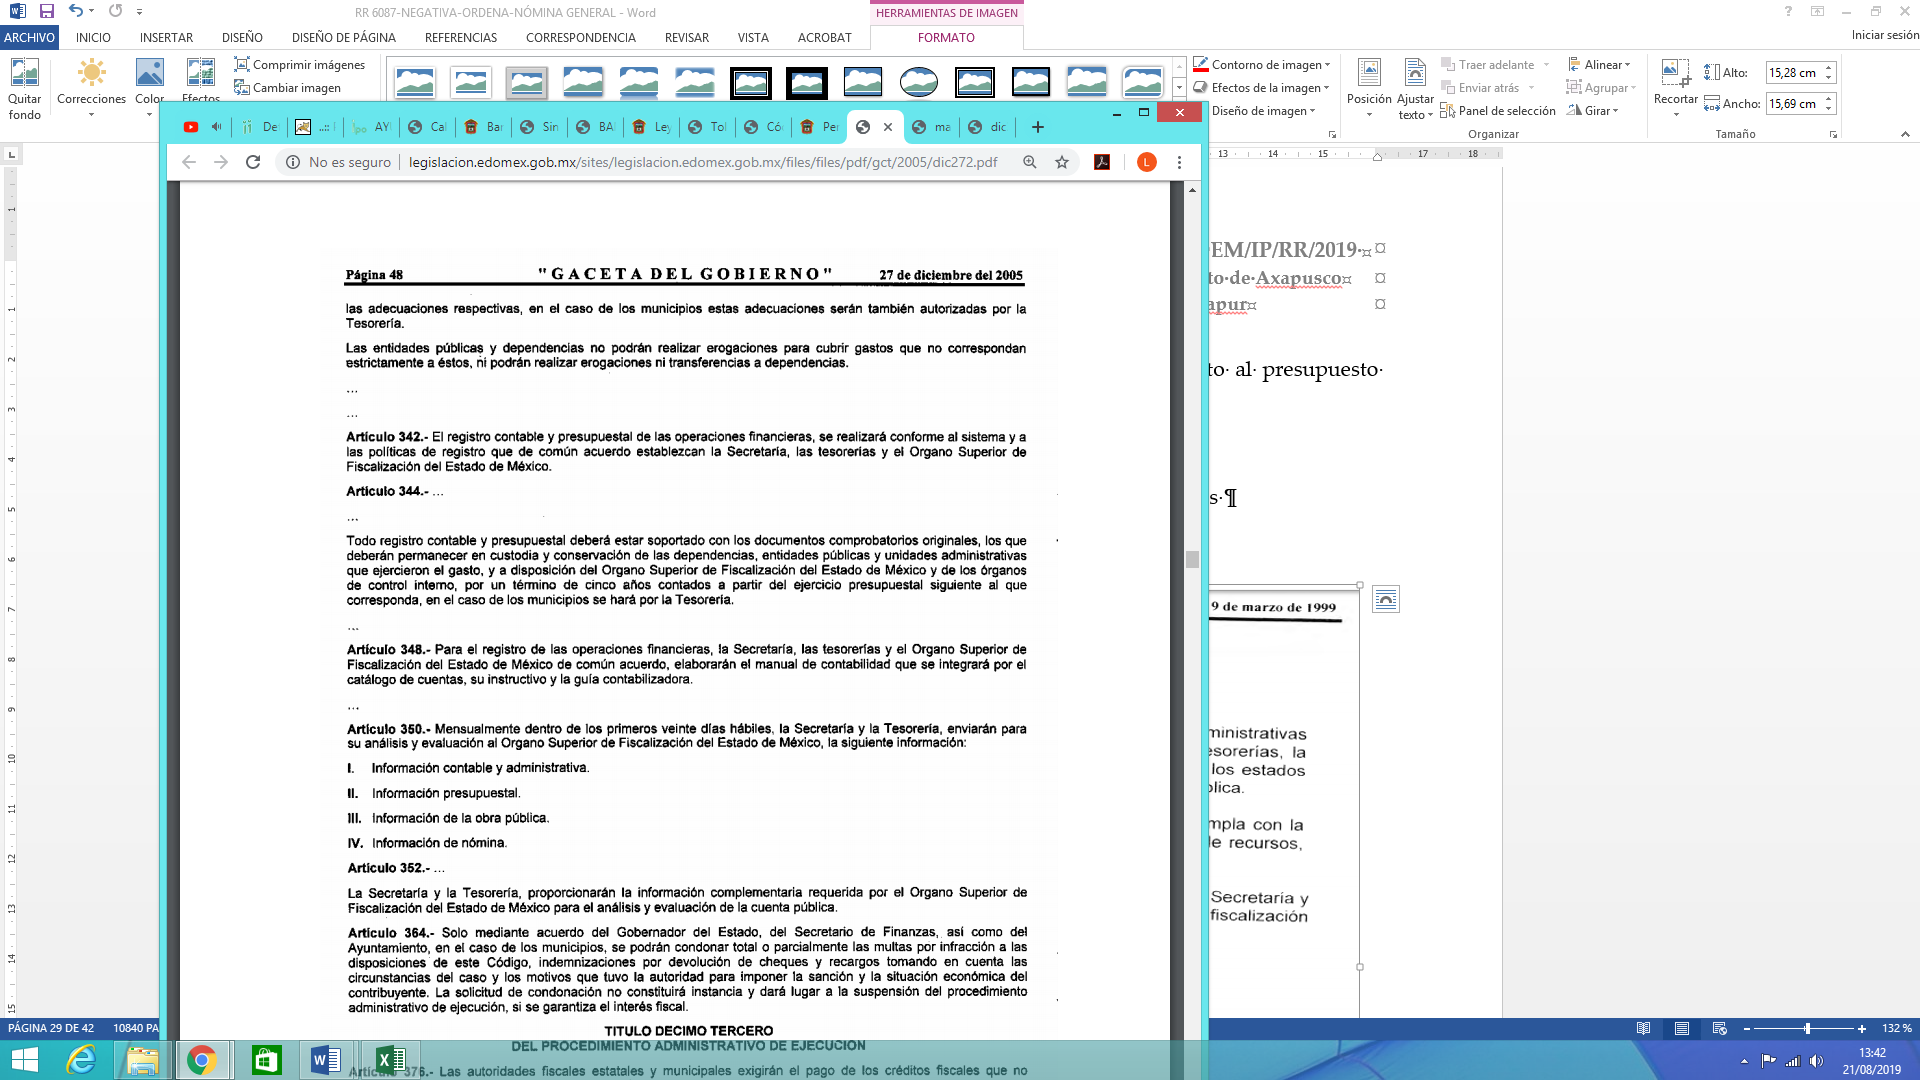 RR 6087-NEGATIVA-ORDENA-NÓMINA GENERAL - Word
HERRAMIENTAS DE IMAGEN
ARCHIVO INICIO INSERTAR DISEÑO DISEÑO DE PÁGINA REFERENCIAS CORRESPONDENCIA REVISAR VISTA ACROBAT FORMATO
Iniciar sesión
Quitar fondo
Correcciones
Color
Efectos
Comprimir imágenes
Cambiar imagen
Contorno de imagen
Efectos de la imagen
Diseño de imagen
Posición
Ajustar texto
Traer adelante
Enviar atrás
Panel de selección
Alinear
Agrupar
Girar
Organizar
Recortar
Alto: 15,28 cm
Ancho: 15,69 cm
Tamaño
De ..:: AY Cal Bar Sin BA Ley Tol Có Per ma dic
No es seguro | legislacion.edomex.gob.mx/sites/legislacion.edomex.gob.mx/files/files/pdf/gct/2005/dic272.pdf
L
13 14 15 17 18
Página 48 "GACETA DEL GOBIERNO" 27 de diciembre del 2005
las adecuaciones respectivas, en el caso de los municipios estas adecuaciones serán también autorizadas por la
Tesorería.
Las entidades públicas y dependencias no podrán realizar erogaciones para cubrir gastos que no correspondan
estrictamente a éstos, ni podrán realizar erogaciones ni transferencias a dependencias.
...
...
Artículo 342.- El registro contable y presupuestal de las operaciones financieras, se realizará conforme al sistema y a
las políticas de registro que de común acuerdo establezcan la Secretaría, las tesorerías y el Organo Superior de
Fiscalización del Estado de México.
Artículo 344.- ...
...
Todo registro contable y presupuestal deberá estar soportado con los documentos comprobatorios originales, los que
deberán permanecer en custodia y conservación de las dependencias, entidades públicas y unidades administrativas
que ejercieron el gasto, y a disposición del Organo Superior de Fiscalización del Estado de México y de los órganos
de control interno, por un término de cinco años contados a partir del ejercicio presupuestal siguiente al que
corresponda, en el caso de los municipios se hará por la Tesorería.
...
Artículo 348.- Para el registro de las operaciones financieras, la Secretaría, las tesorerías y el Organo Superior de
Fiscalización del Estado de México de común acuerdo, elaborarán el manual de contabilidad que se integrará por el
catálogo de cuentas, su instructivo y la guía contabilizadora.
...
Artículo 350.- Mensualmente dentro de los primeros veinte días hábiles, la Secretaría y la Tesorería, enviarán para
su análisis y evaluación al Organo Superior de Fiscalización del Estado de México, la siguiente información:
I. Información contable y administrativa.
II. Información presupuestal.
III. Información de la obra pública.
IV. Información de nómina.
Artículo 352.- ...
La Secretaría y la Tesorería, proporcionarán la información complementaria requerida por el Organo Superior de
Fiscalización del Estado de México para el análisis y evaluación de la cuenta pública.
Artículo 364.- Solo mediante acuerdo del Gobernador del Estado, del Secretario de Finanzas, así como del
Ayuntamiento, en el caso de los municipios, se podrán condonar total o parcialmente las multas por infracción a las
disposiciones de este Código, indemnizaciones por devolución de cheques y recargos tomando en cuenta las
circunstancias del caso y los motivos que tuvo la autoridad para imponer la sanción y la situación económica del
contribuyente. La solicitud de condonación no constituirá instancia y dará lugar a la suspensión del procedimiento
administrativo de ejecución, si se garantiza el interés fiscal.
TITULO DECIMO TERCERO
DEL PROCEDIMIENTO ADMINISTRATIVO DE EJECUCION
Artículo 376.- Las autoridades fiscales estatales y municipales exigirán el pago de los créditos fiscales que no
EM/IP/RR/2019
to de Axapusco
apur
to al presupuesto
s ¶
9 de marzo de 1999
ministrativas
esorerías, la
los estados
blica.
mpla con la
de recursos,
Secretaría y
fiscalización
PÁGINA 29 DE 42 10840 PA
132 %
13:42
21/08/2019